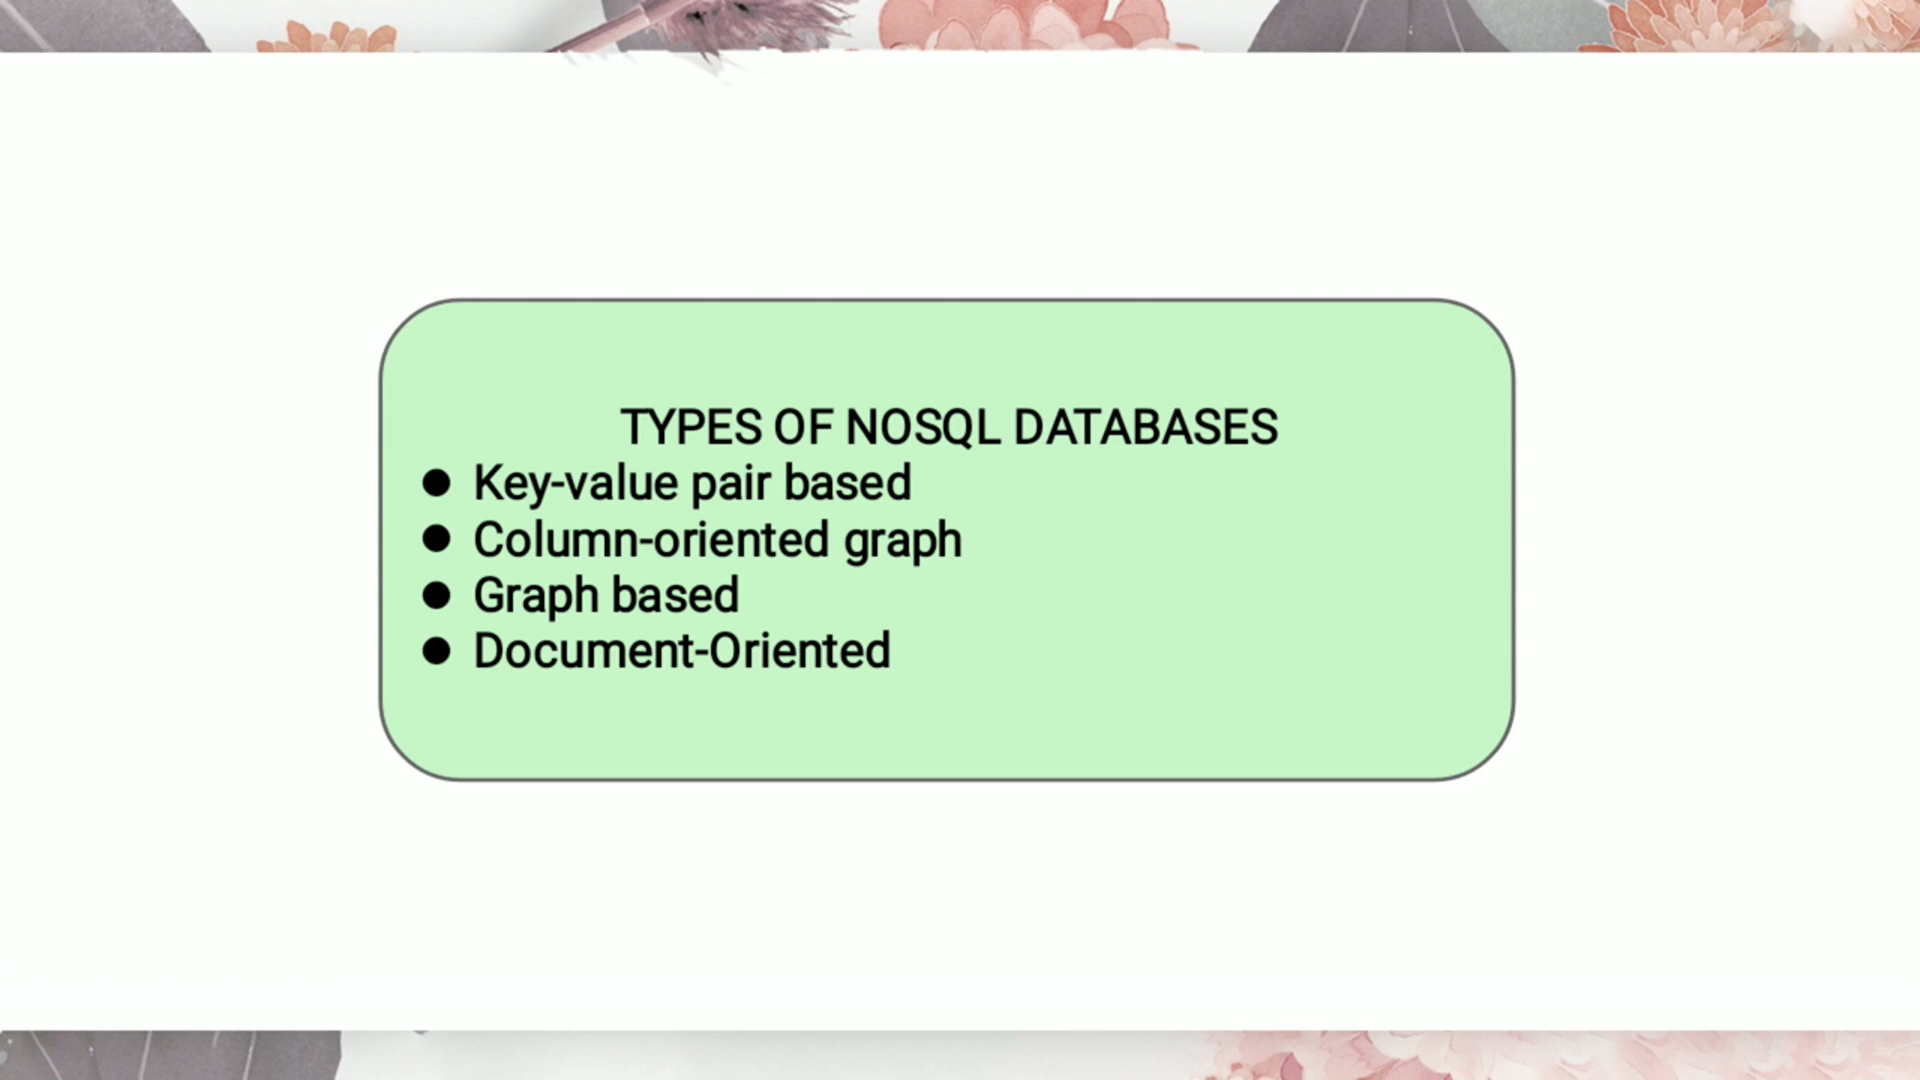 TYPES OF NOSQL DATABASES
● Key-value pair based
● Column-oriented graph
● Graph based
● Document-Oriented